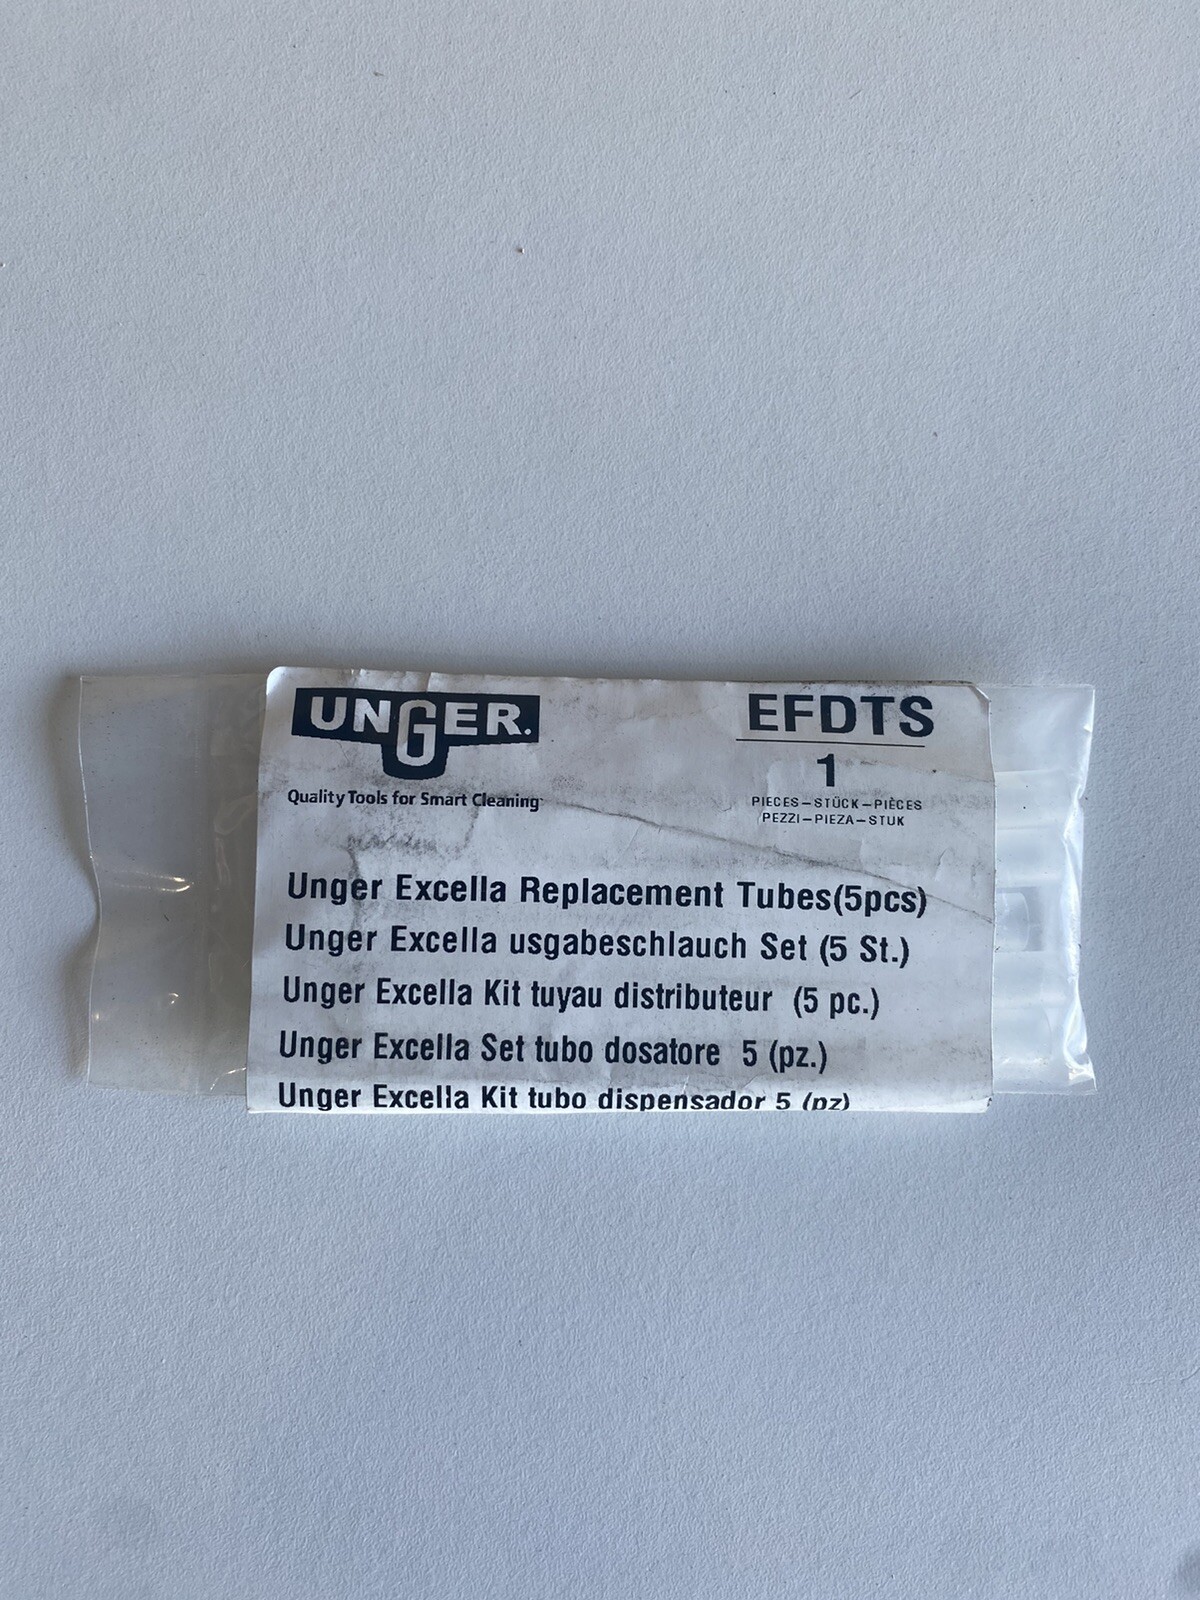 UNGER.
Quality Tools for Smart Cleaning
EFDTS
1
PIECES-STÜCK-PIÈCES
PEZZI-PIEZA-STUK
Unger Excella Replacement Tubes(5pcs)
Unger Excella usgabeschlauch Set (5 St.)
Unger Excella Kit tuyau distributeur (5 pc.)
Unger Excella Set tubo dosatore 5 (pz.)
Unger Excella Kit tubo dispensador 5 (pz)